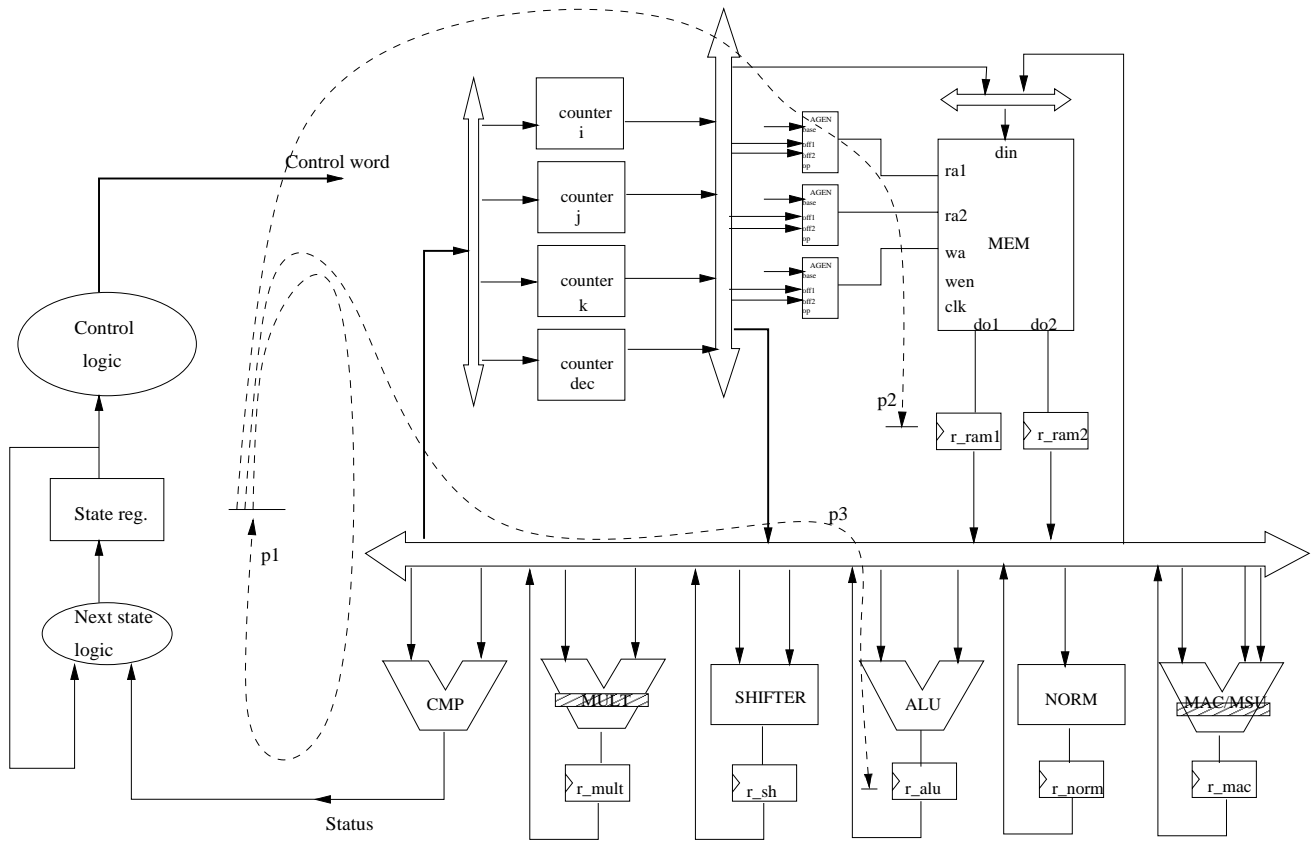 Control word
Control
logic
State reg.
Next state
logic
Status
p1
counter
i
counter
j
counter
k
counter
dec
AGEN
base
off1
off2
op
AGEN
base
off1
off2
op
AGEN
base
off1
off2
op
din
ra1
ra2
MEM
wa
wen
clk
do1 do2
p2
r_ram1
r_ram2
p3
CMP
MULT
SHIFTER
ALU
NORM
MAC/MSU
r_mult
r_sh
r_alu
r_norm
r_mac